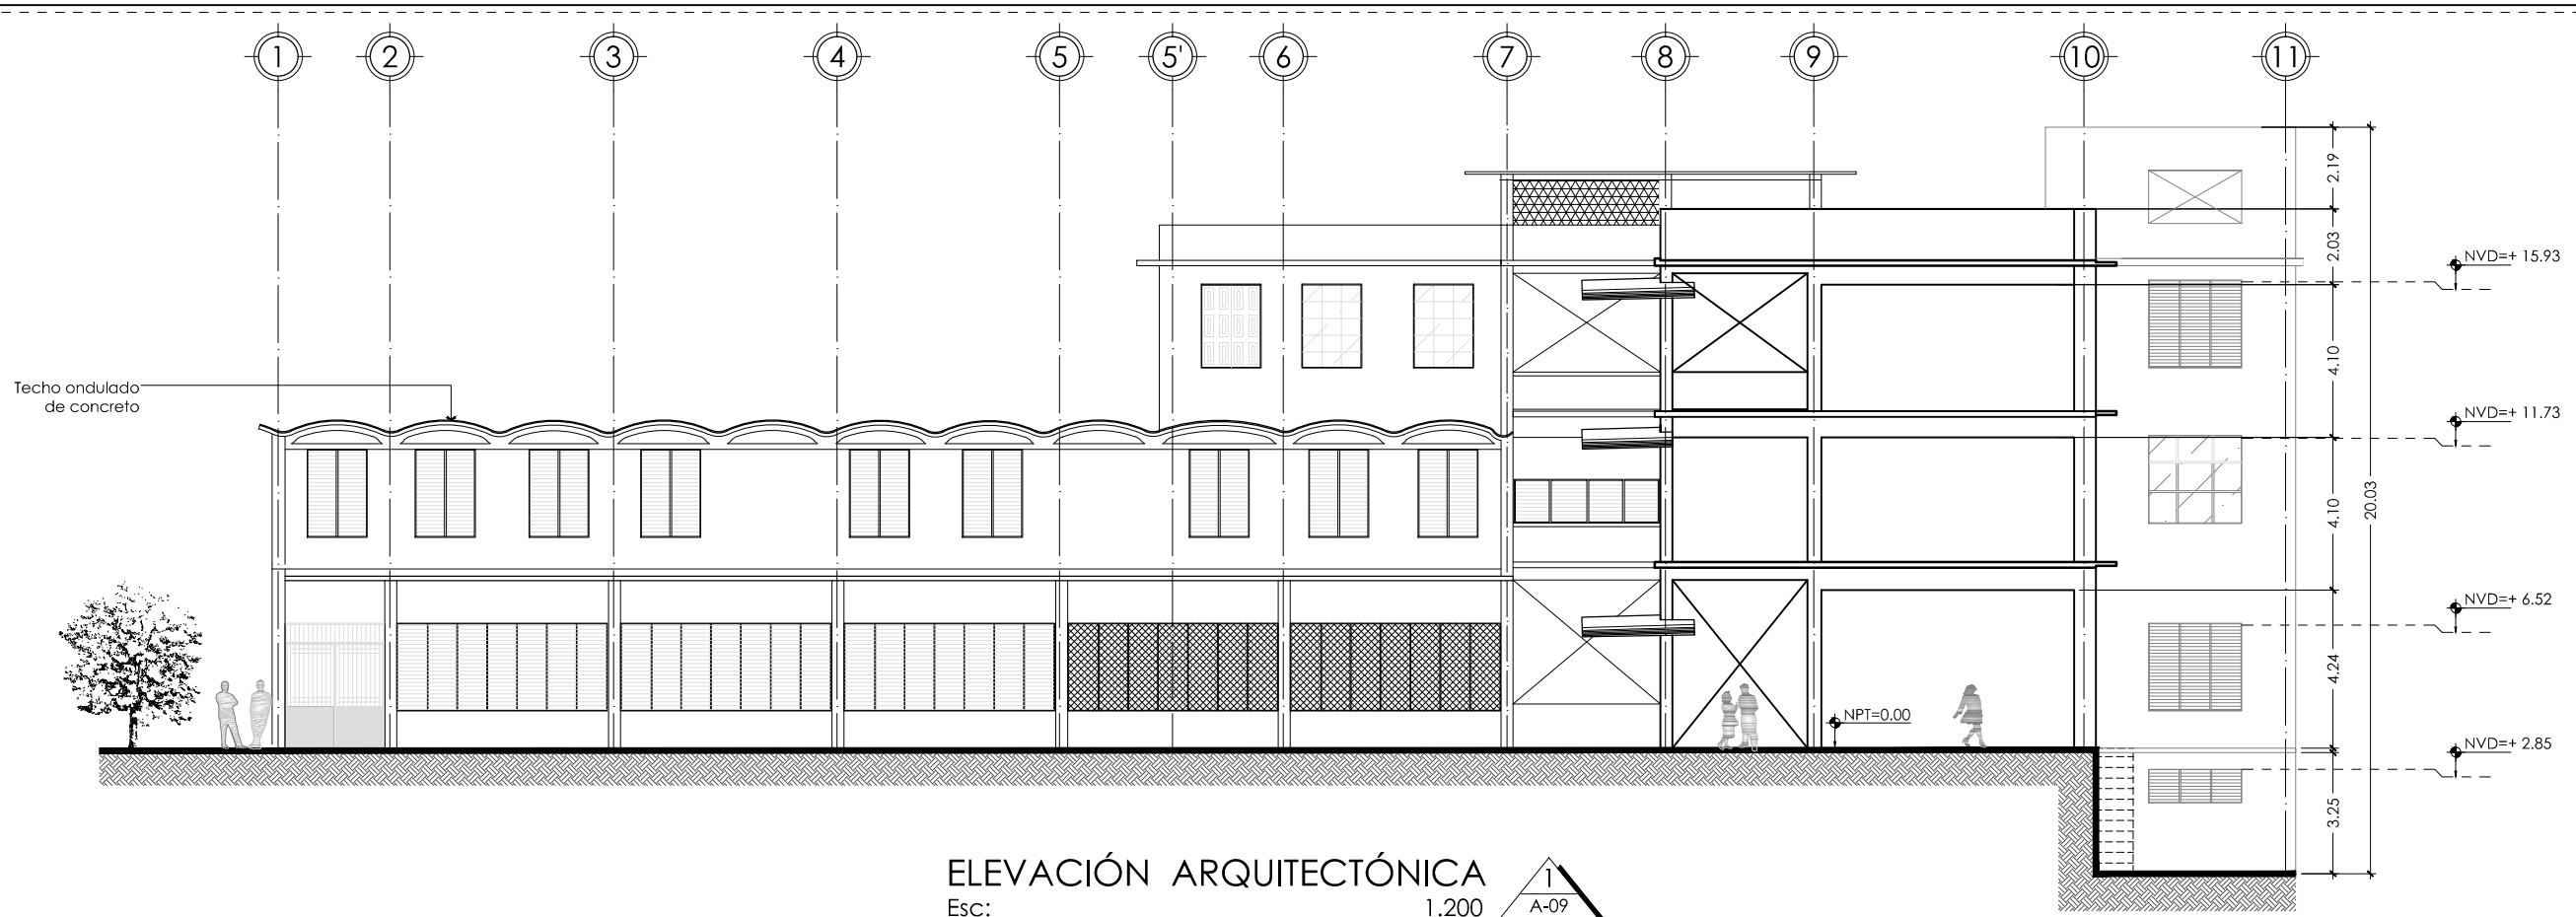 1 2 3 4 5 5' 6 7 8 9 10 11
2.19
2.03
NVD=+ 15.93
4.10
Techo ondulado
de concreto
NVD=+ 11.73
4.10
20.03
NVD=+ 6.52
4.24
NPT=0.00
NVD=+ 2.85
3.25
ELEVACIÓN ARQUITECTÓNICA
Esc: 1.200
1
A-09